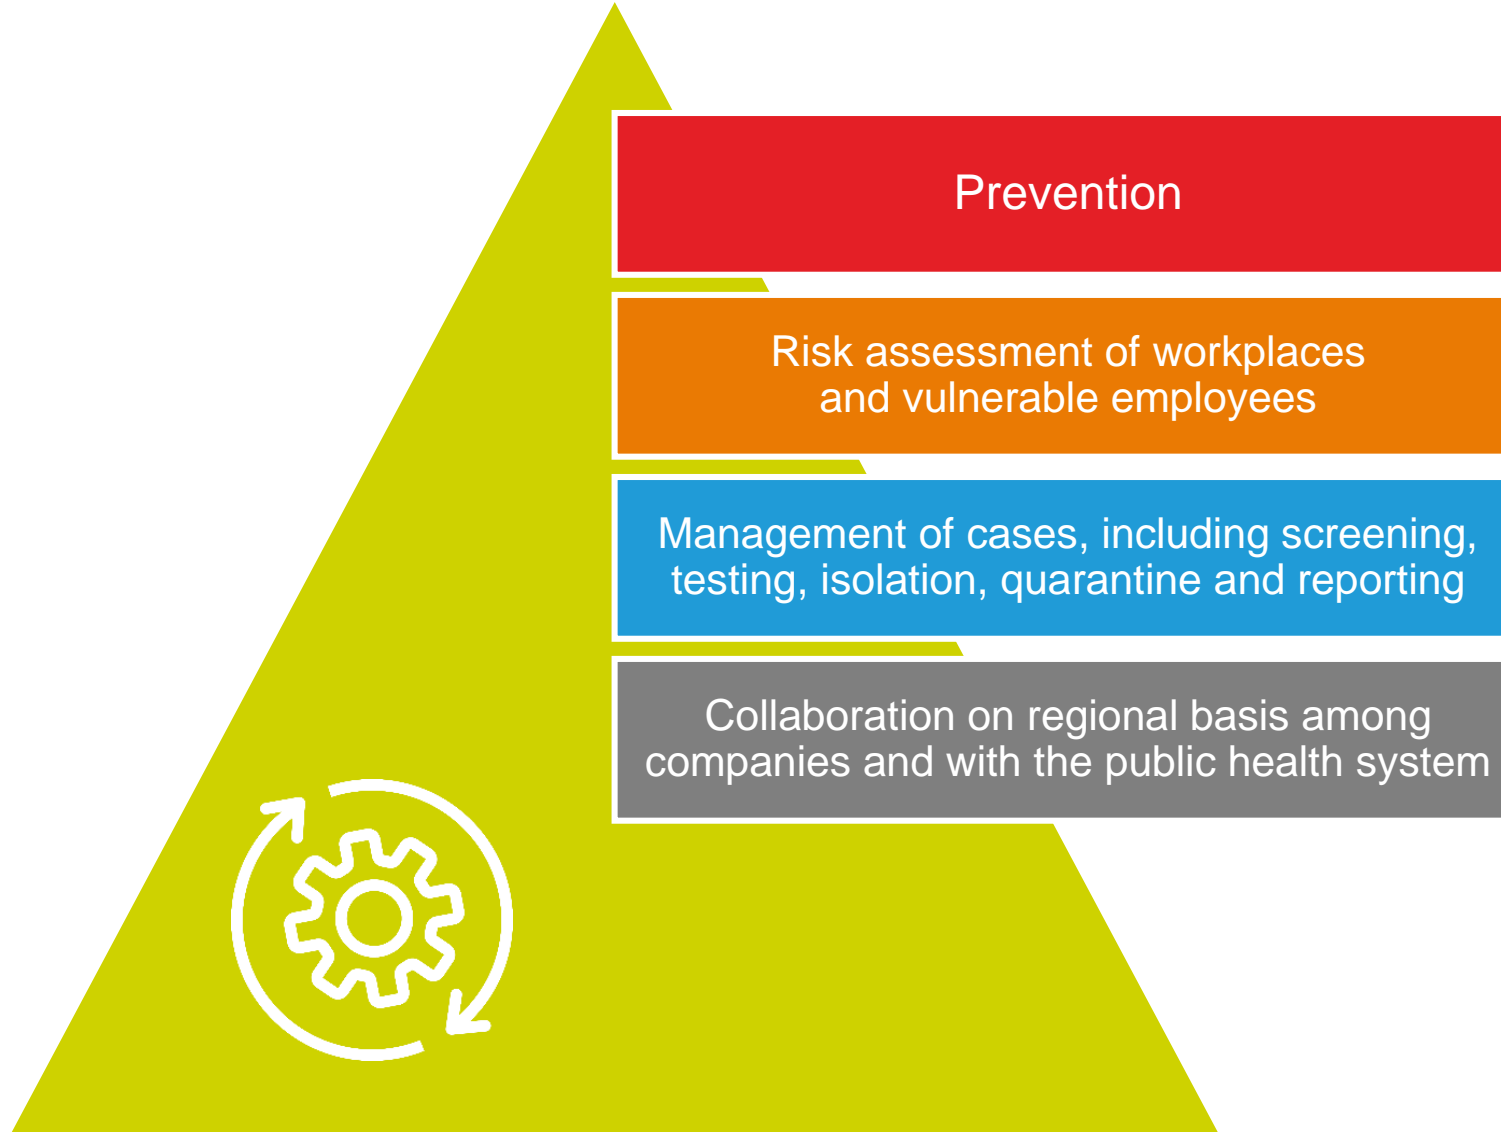 Prevention
Risk assessment of workplaces
and vulnerable employees
Management of cases, including screening,
testing, isolation, quarantine and reporting
Collaboration on regional basis among
companies and with the public health system